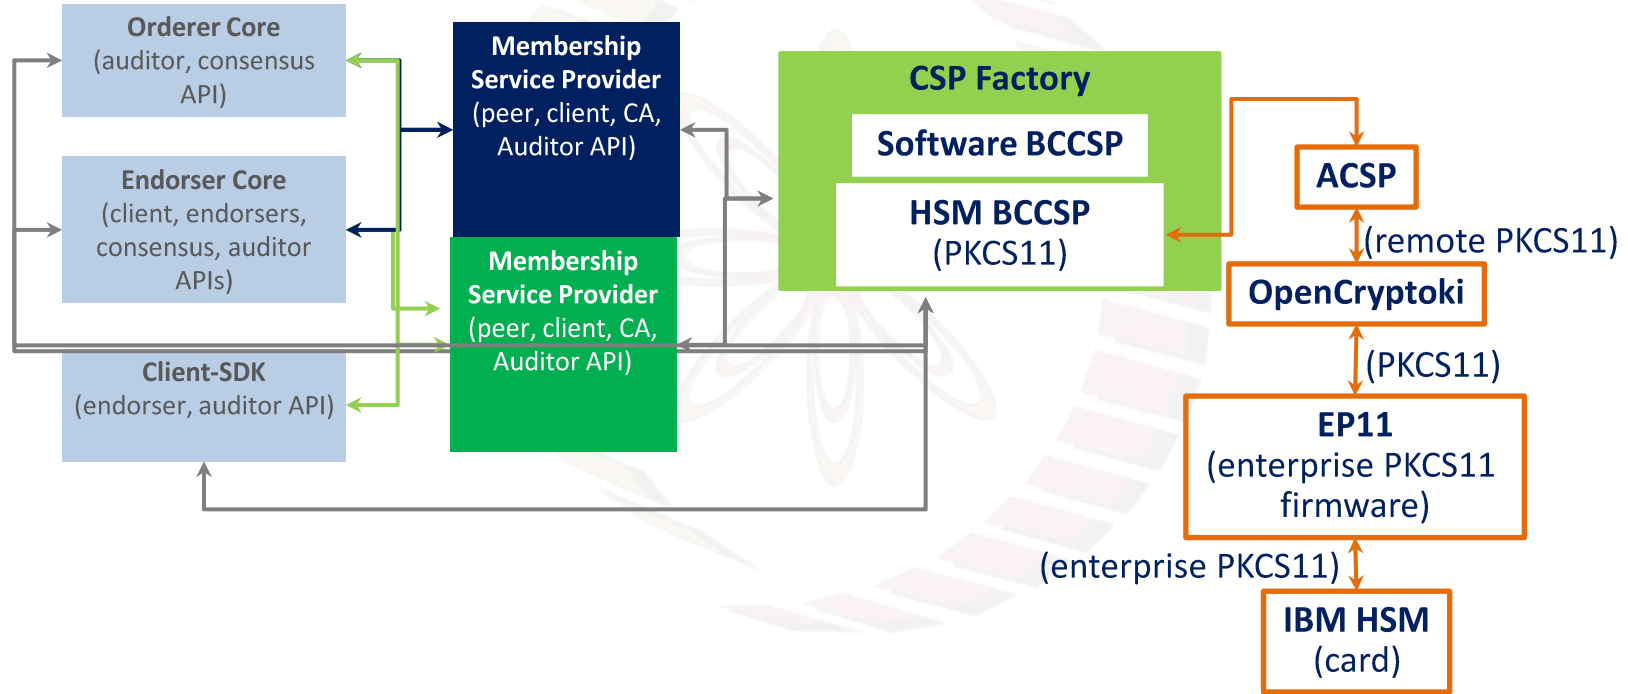 Orderer Core
(auditor, consensus
API)
Endorser Core
(client, endorsers,
consensus, auditor
APIs)
Client-SDK
(endorser, auditor API)
Membership
Service Provider
(peer, client, CA,
Auditor API)
Membership
Service Provider
(peer, client, CA,
Auditor API)
CSP Factory
Software BCCSP
HSM BCCSP
(PKCS11)
ACSP
(remote PKCS11)
OpenCryptoki
(PKCS11)
EP11
(enterprise PKCS11
firmware)
(enterprise PKCS11)
IBM HSM
(card)